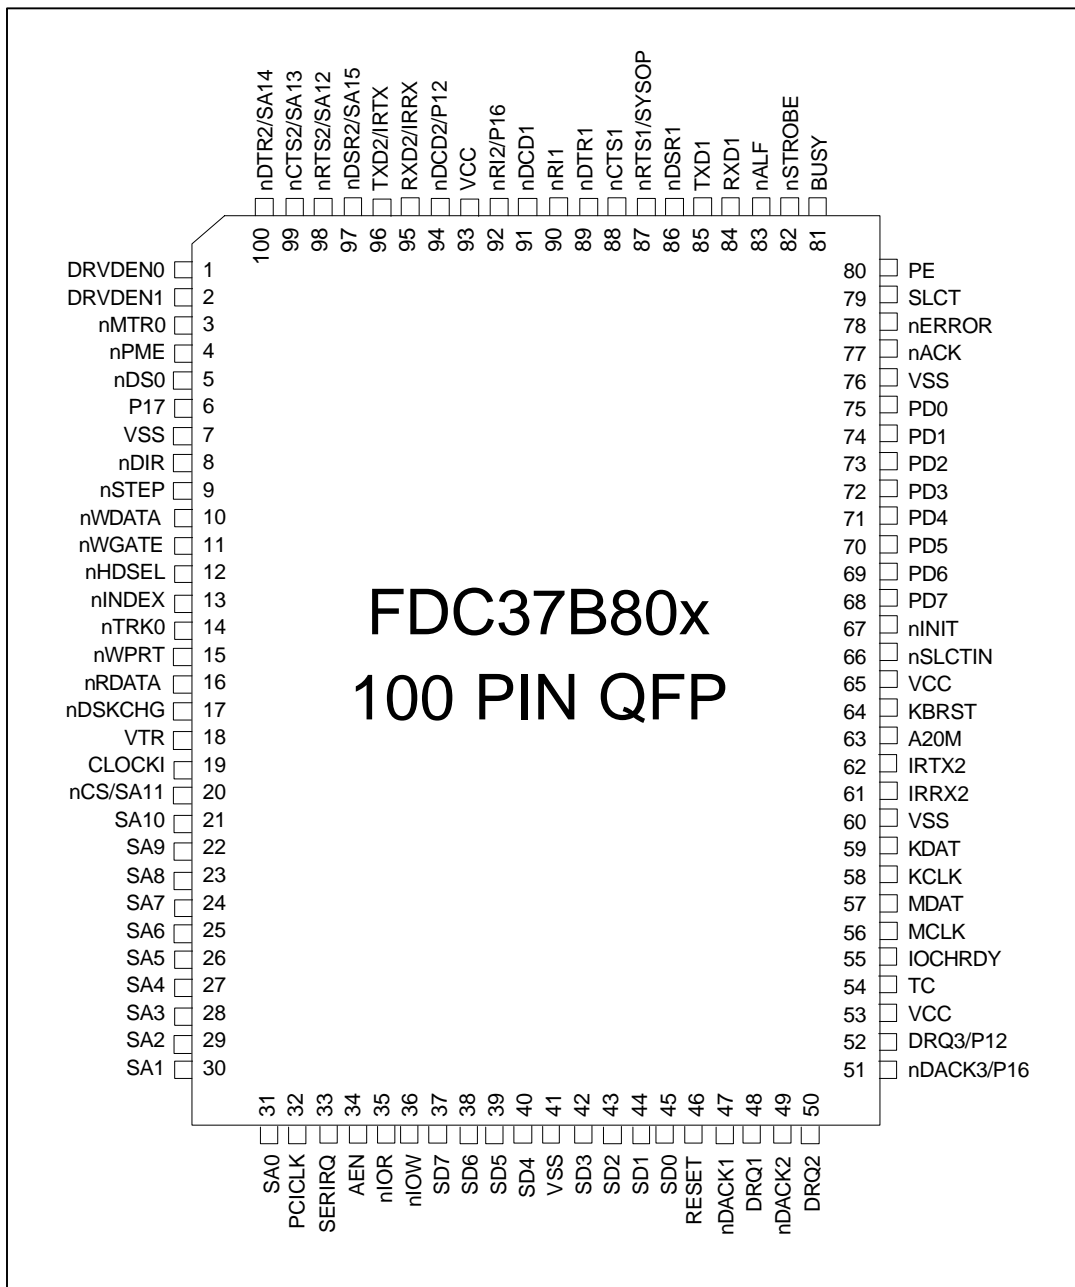 nDTR2/SA14
nCTS2/SA13
nRTS2/SA12
nDSR2/SA15
TXD2/IRTX
RXD2/IRRX
nDCD2/P12
VCC
nRI2/P16
nDCD1
nRI1
nDTR1
nCTS1
nRTS1/SYSOP
nDSR1
TXD1
RXD1
nALF
nSTROBE
BUSY
100
99
98
97
96
95
94
93
92
91
90
89
88
87
86
85
84
83
82
81
DRVDEN0 1
DRVDEN1 2
nMTR0 3
nPME 4
nDS0 5
P17 6
VSS 7
nDIR 8
nSTEP 9
nWDATA 10
nWGATE 11
nHDSEL 12
nINDEX 13
nTRK0 14
nWPRT 15
nRDATA 16
nDSKCHG 17
VTR 18
CLOCKI 19
nCS/SA11 20
SA10 21
SA9 22
SA8 23
SA7 24
SA6 25
SA5 26
SA4 27
SA3 28
SA2 29
SA1 30
FDC37B80x
100 PIN QFP
80 PE
79 SLCT
78 nERROR
77 nACK
76 VSS
75 PD0
74 PD1
73 PD2
72 PD3
71 PD4
70 PD5
69 PD6
68 PD7
67 nINIT
66 nSLCTIN
65 VCC
64 KBRST
63 A20M
62 IRTX2
61 IRRX2
60 VSS
59 KDAT
58 KCLK
57 MDAT
56 MCLK
55 IOCHRDY
54 TC
53 VCC
52 DRQ3/P12
51 nDACK3/P16
31
32
33
34
35
36
37
38
39
40
41
42
43
44
45
46
47
48
49
50
SA0
PCICLK
SERIRQ
AEN
nIOR
nIOW
SD7
SD6
SD5
SD4
VSS
SD3
SD2
SD1
SD0
RESET
nDACK1
DRQ1
nDACK2
DRQ2